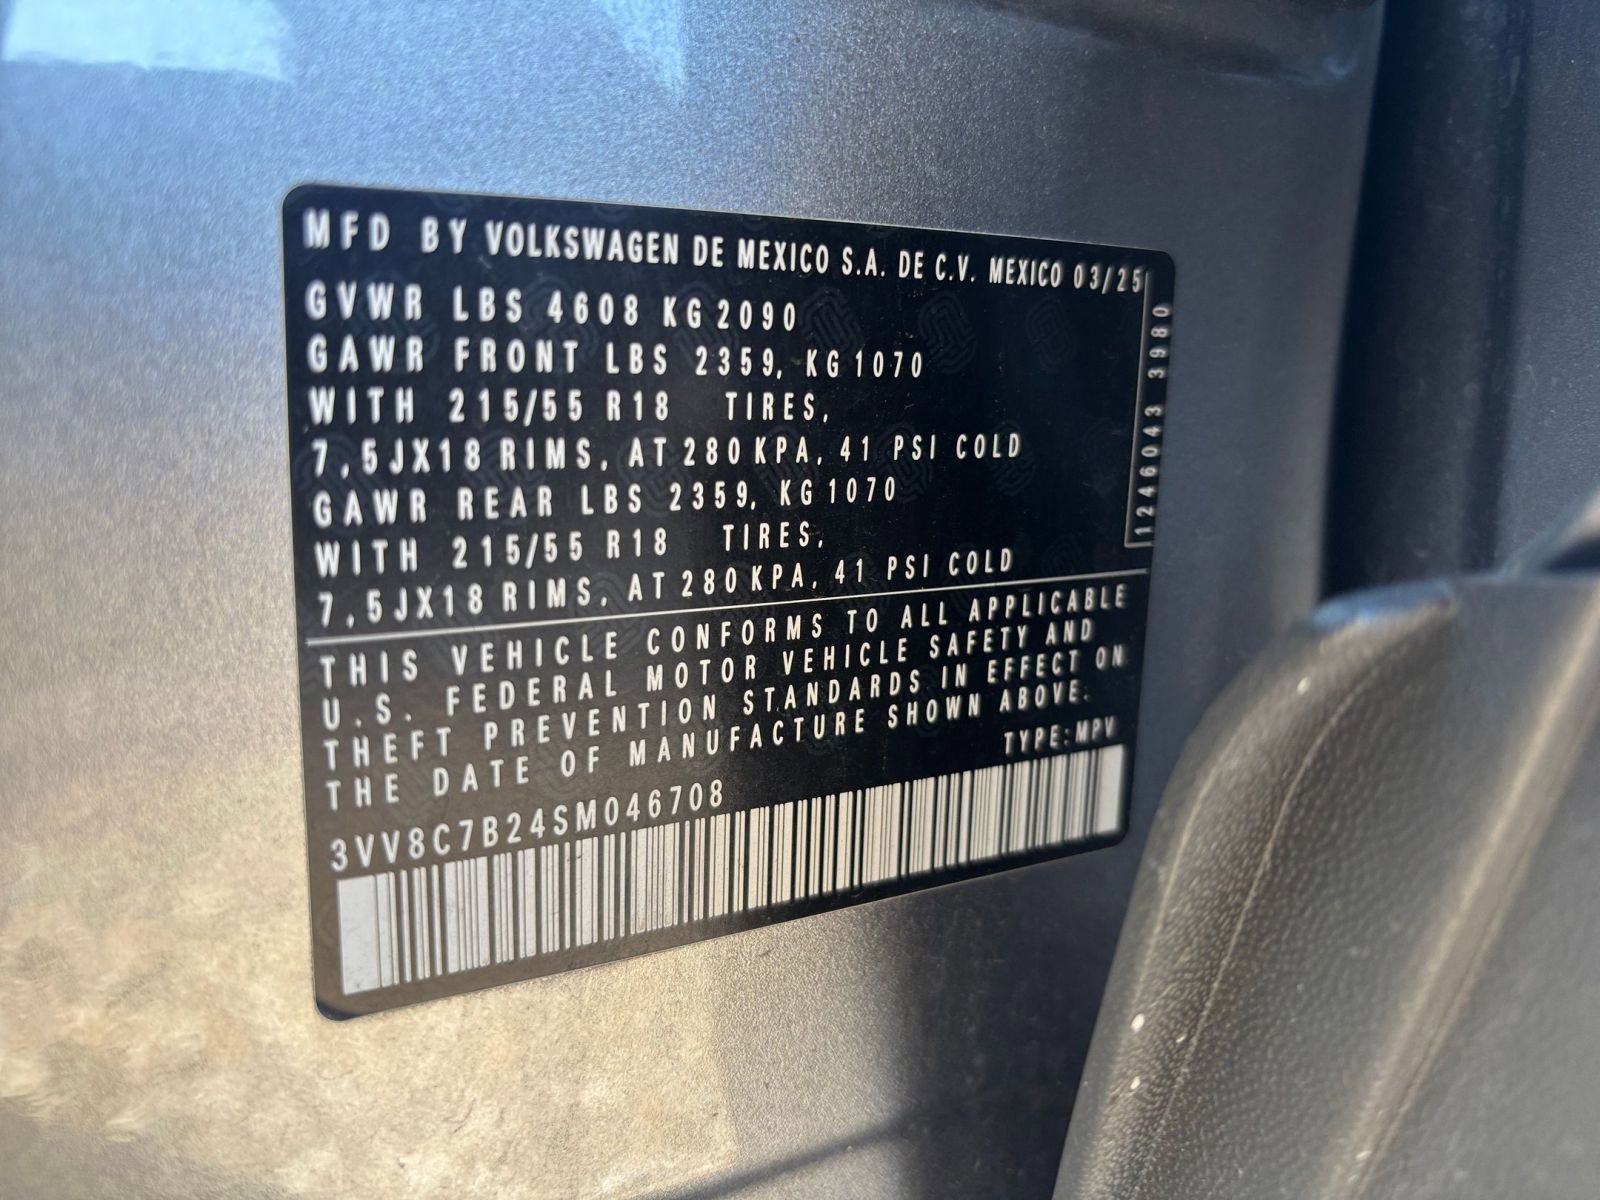 MFD BY VOLKSWAGEN DE MEXICO S.A. DE C.V. MEXICO 03/25
GVWR LBS 4608 KG 2090
GAWR FRONT LBS 2359, KG 1070
WITH 215/55 R18 TIRES,
7,5JX18 RIMS, AT 280 KPA, 41 PSI COLD
GAWR REAR LBS 2359, KG 1070
WITH 215/55 R18 TIRES,
7,5JX18 RIMS, AT 280 KPA, 41 PSI COLD
1246043 3980
THIS VEHICLE CONFORMS TO ALL APPLICABLE
U.S. FEDERAL MOTOR VEHICLE SAFETY AND
THEFT PREVENTION STANDARDS IN EFFECT ON
THE DATE OF MANUFACTURE SHOWN ABOVE.
TYPE: MPV
3VV8C7B24SM046708